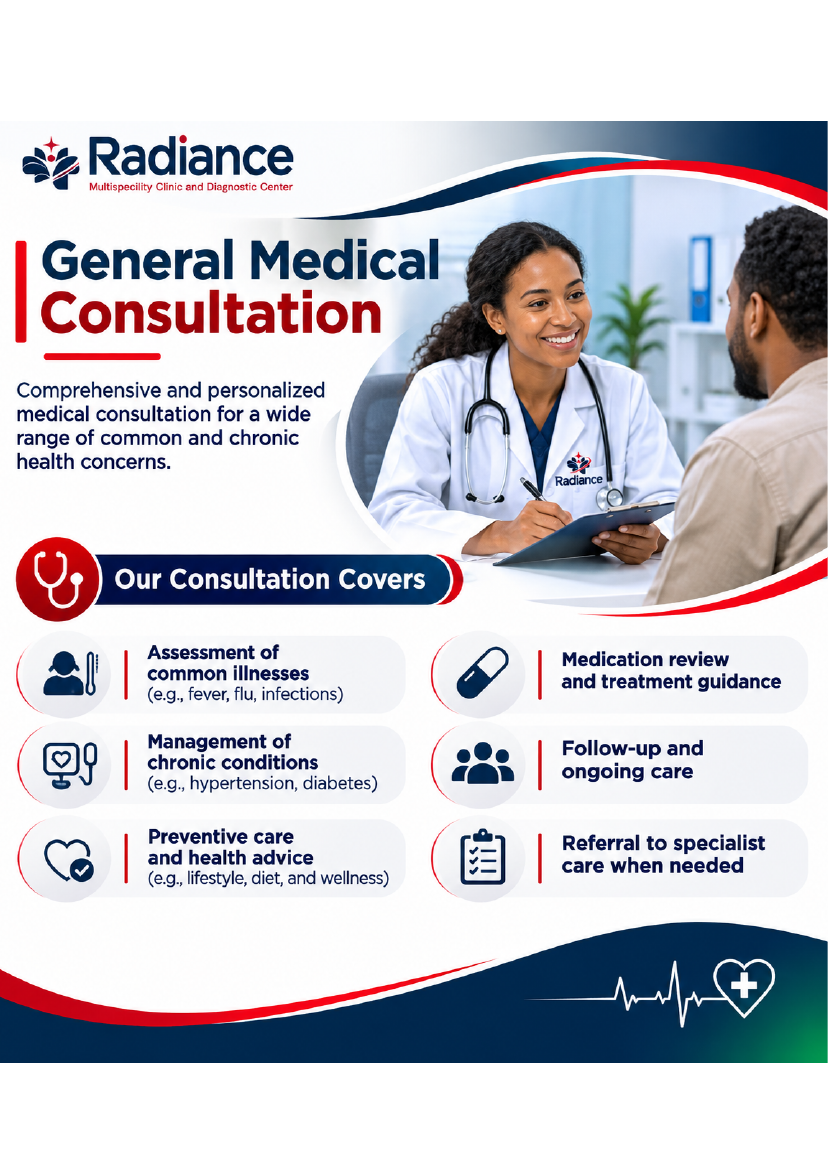 Radiance
Multispecility Clinic and Diagnostic Center
General Medical
Consultation
Comprehensive and personalized
medical consultation for a wide
range of common and chronic
health concerns.
Radiance
Our Consultation Covers
Assessment of
common illnesses
(e.g., fever, flu, infections)
Management of
chronic conditions
(e.g., hypertension, diabetes)
Preventive care
and health advice
(e.g., lifestyle, diet, and wellness)
Medication review
and treatment guidance
Follow-up and
ongoing care
Referral to specialist
care when needed